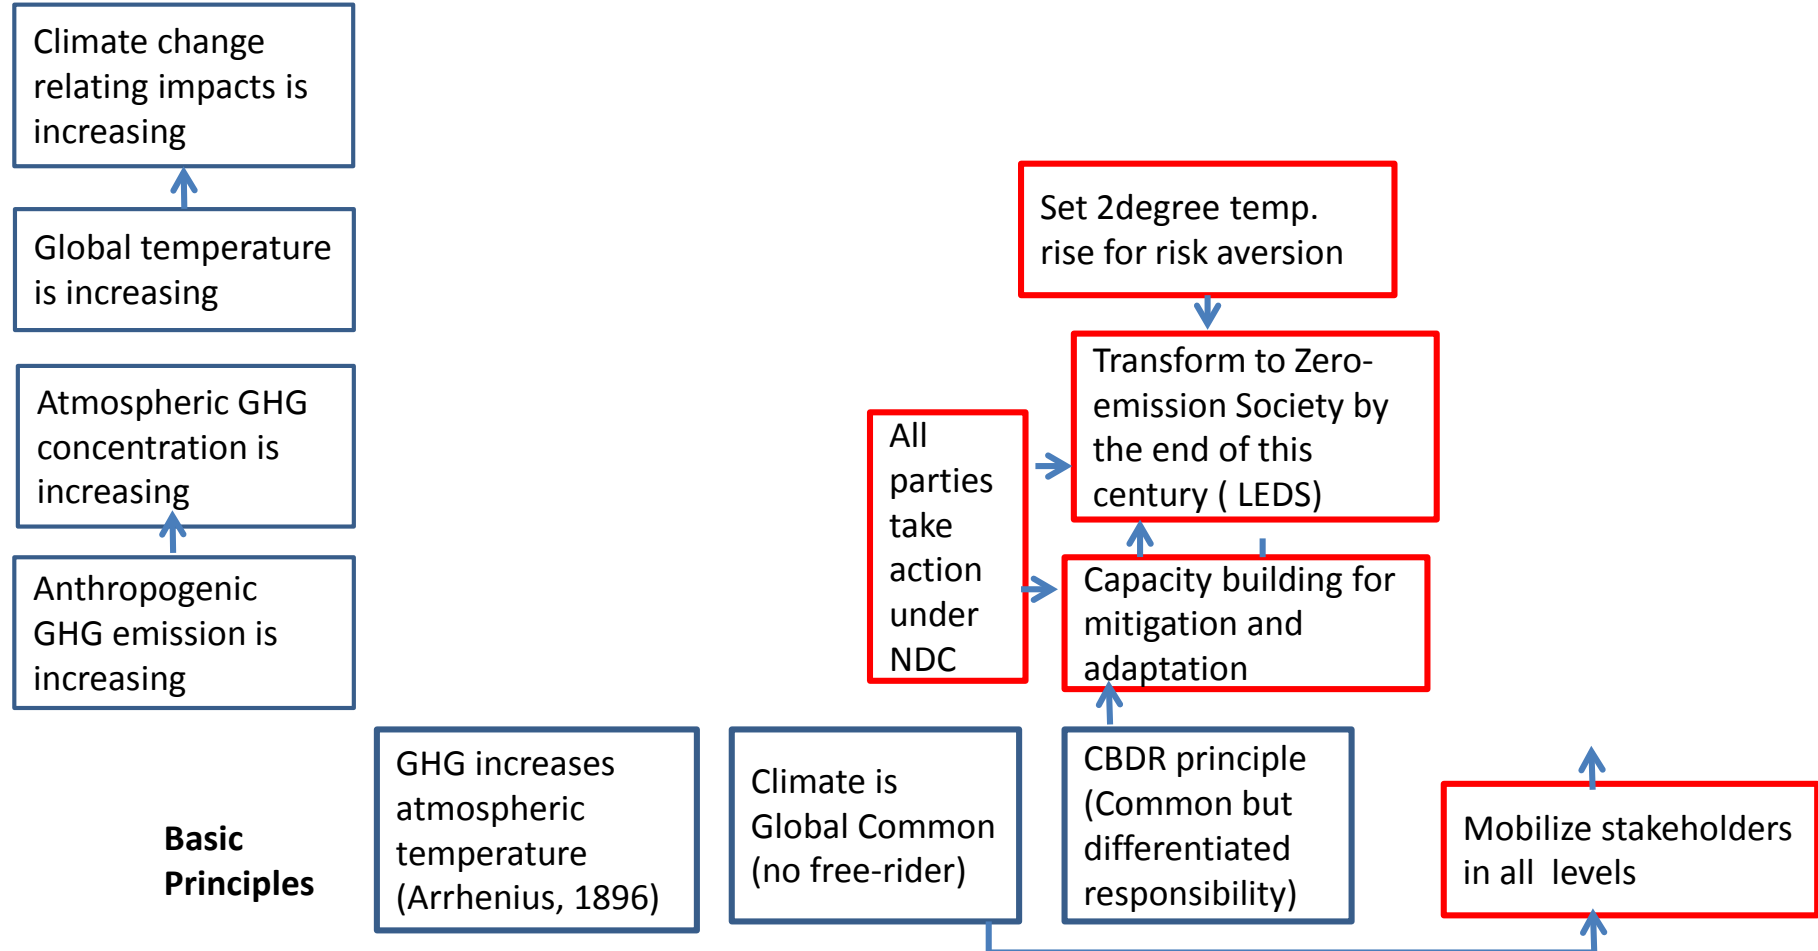 Climate change
relating impacts is
increasing
Global temperature
is increasing
Atmospheric GHG
concentration is
increasing
Anthropogenic
GHG emission is
increasing
Set 2degree temp.
rise for risk aversion
Transform to Zero-
emission Society by
the end of this
century ( LEDS)
All
parties
take
action
under
NDC
Capacity building for
mitigation and
adaptation
Basic
Principles
GHG increases
atmospheric
temperature
(Arrhenius, 1896)
Climate is
Global Common
(no free-rider)
CBDR principle
(Common but
differentiated
responsibility)
Mobilize stakeholders
in all  levels